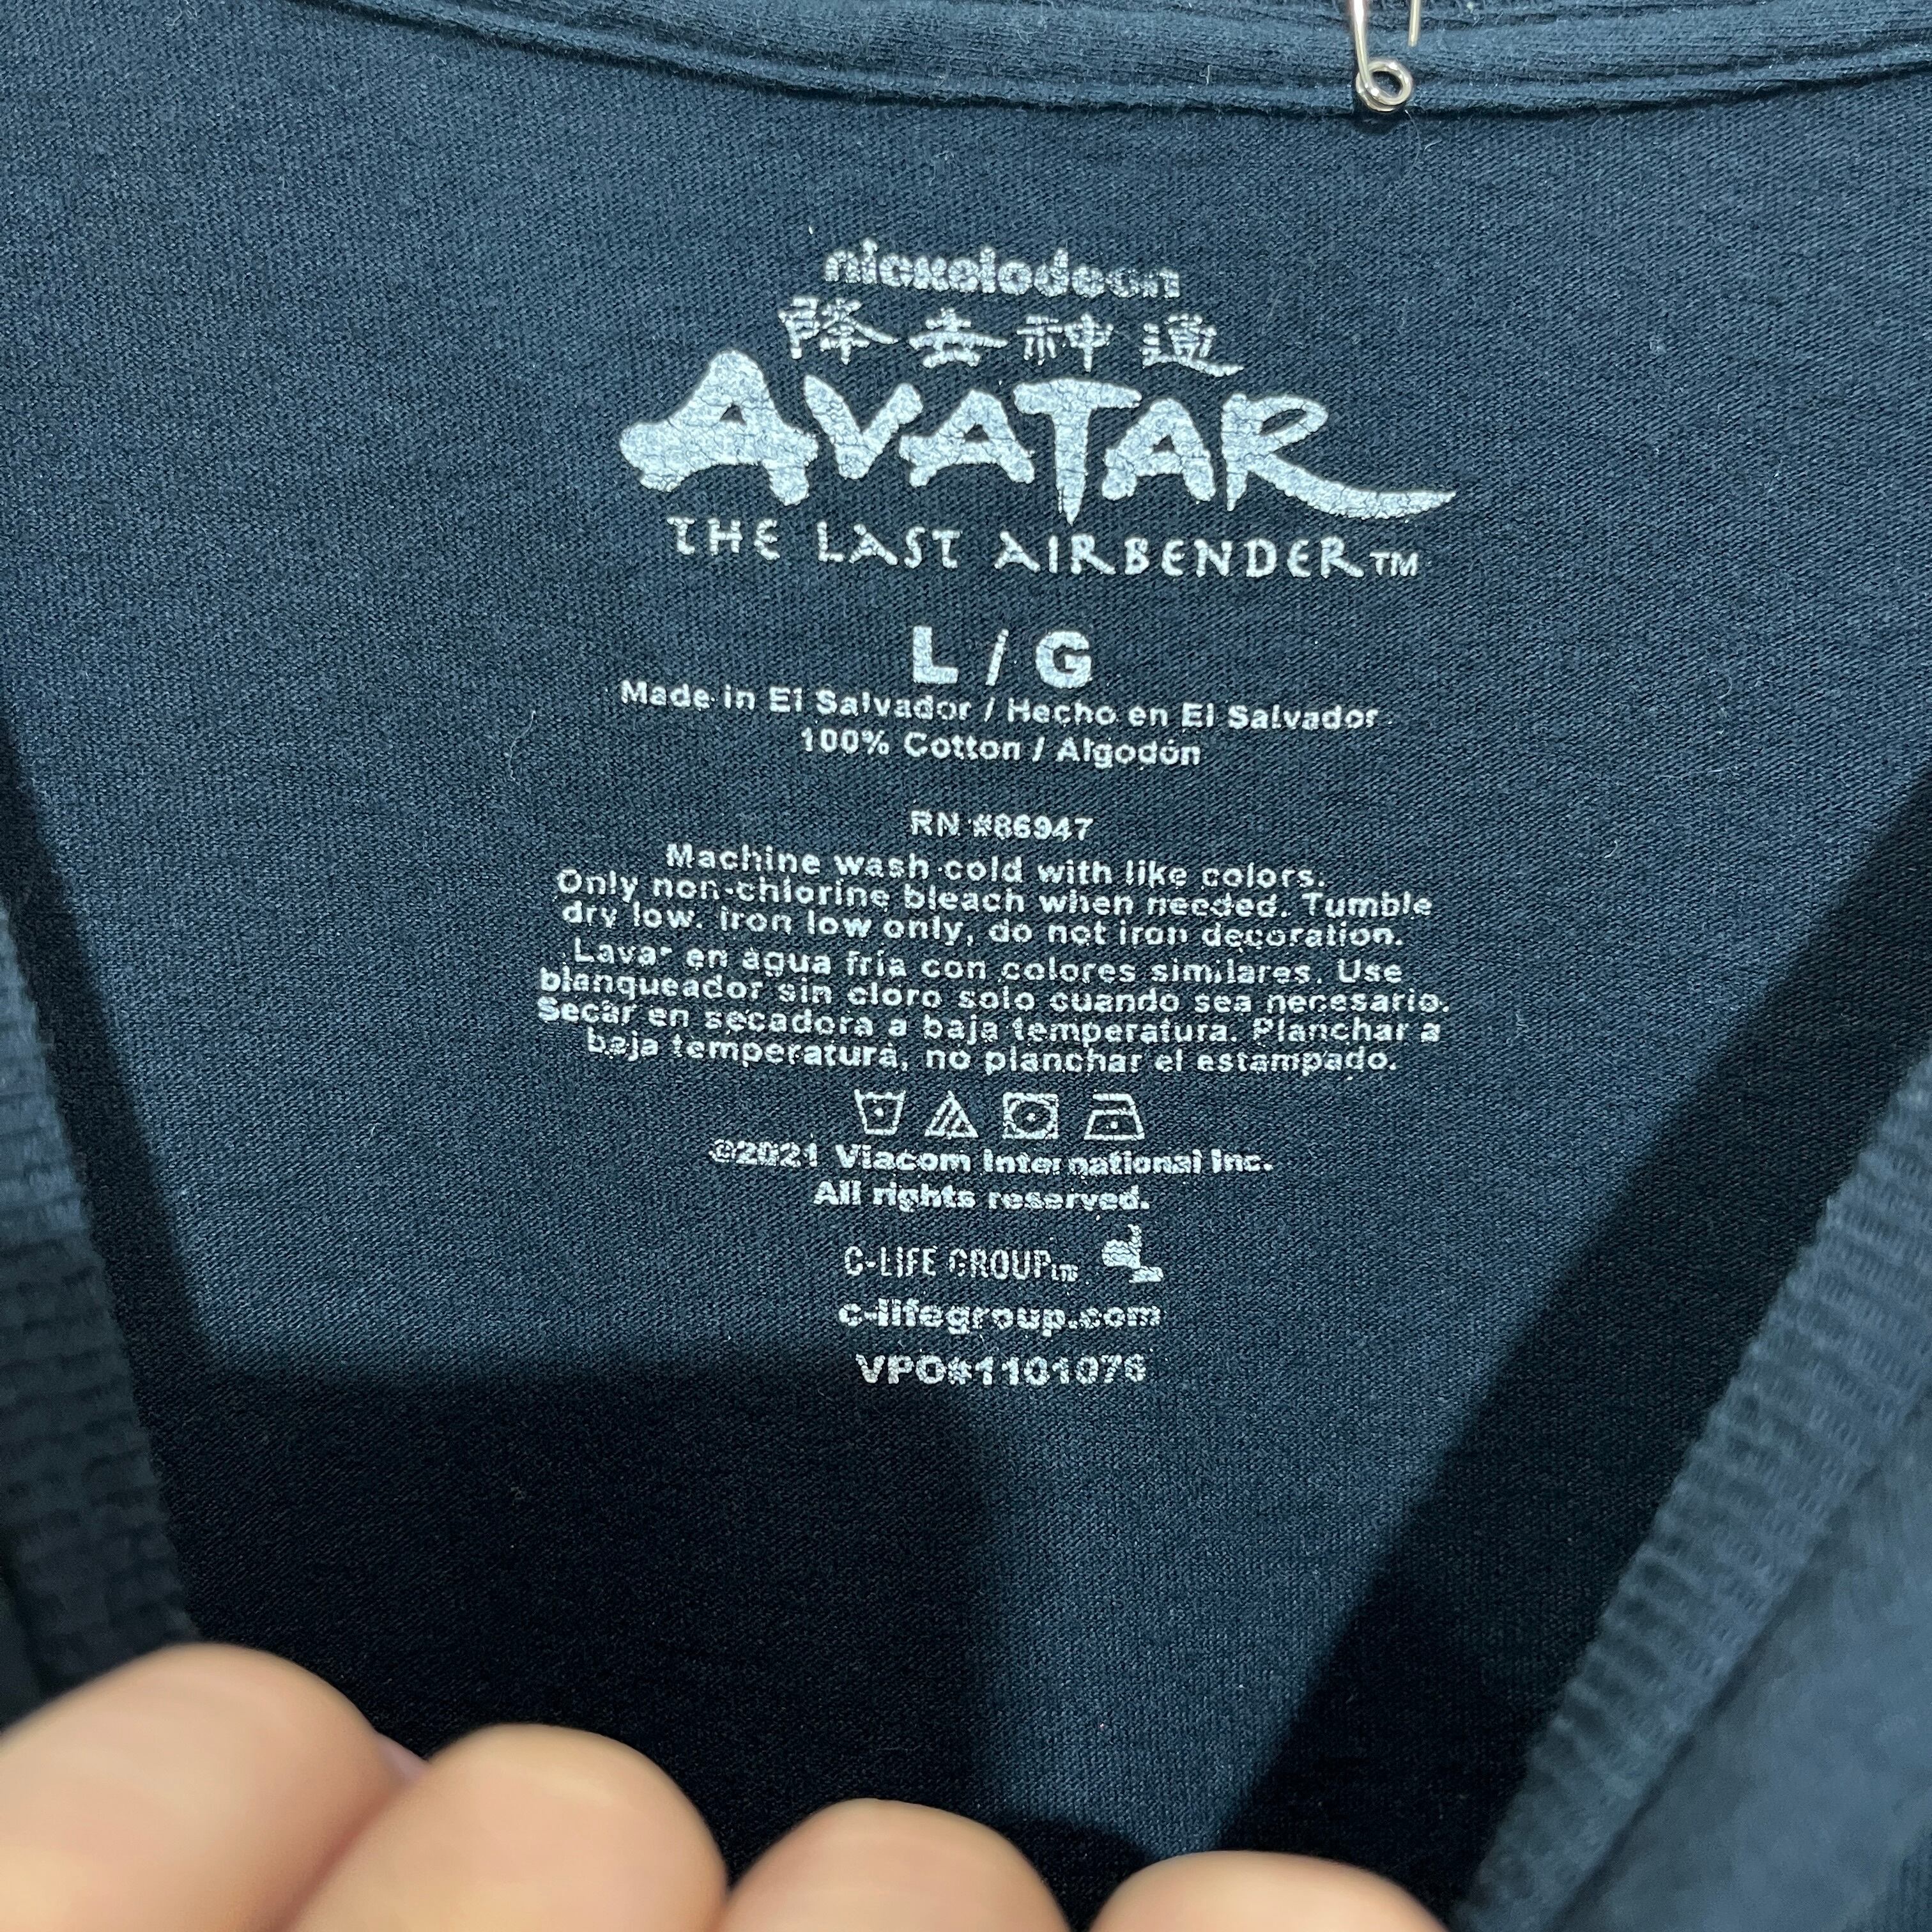 nickelodeon
降去神通
AVATAR
THE LAST AIRBENDER™
L / G
Made in El Salvador / Hecho en El Salvador
100% Cotton / Algodón
RN #86947
Machine wash cold with like colors.
Only non-chlorine bleach when needed. Tumble
dry low. iron low only, do not iron decoration.
Lavar en agua fría con colores similares. Use
blanqueador sin cloro solo cuando sea necesario.
Secar en secadora a baja temperatura. Planchar a
baja temperatura, no planchar el estampado.
©2021 Viacom International Inc.
All rights reserved.
C-LIFE GROUP LTD.
c-lifegroup.com
VPO#1101076